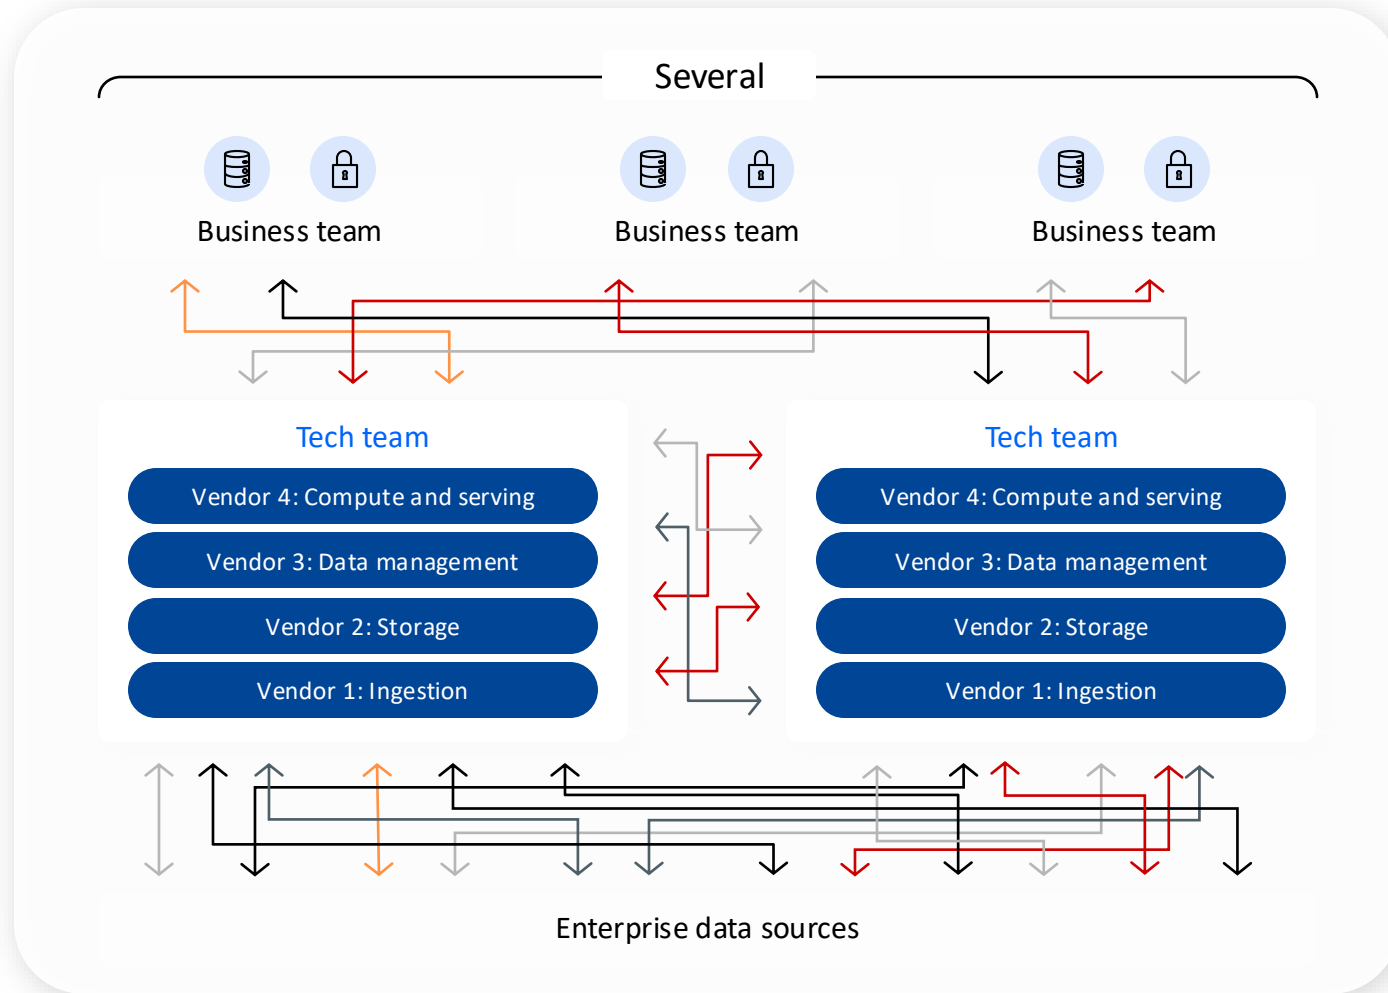 Several
Business team
Business team
Business team
Tech team
Vendor 4: Compute and serving
Vendor 3: Data management
Vendor 2: Storage
Vendor 1: Ingestion
Tech team
Vendor 4: Compute and serving
Vendor 3: Data management
Vendor 2: Storage
Vendor 1: Ingestion
Enterprise data sources